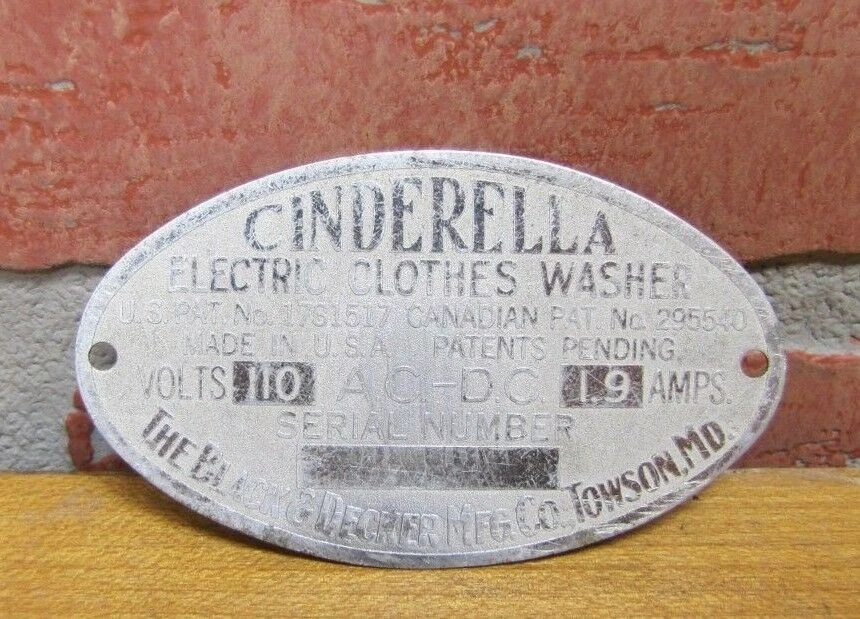 CINDERELLA
ELECTRIC CLOTHES WASHER
U.S. PAT. No. 1781517 CANADIAN PAT. No. 295540
MADE IN U.S.A. PATENTS PENDING.
VOLTS 110 A.C.-D.C. 1.9 AMPS.
SERIAL NUMBER
THE BLACK & DECKER MFG. CO. TOWSON, MD.